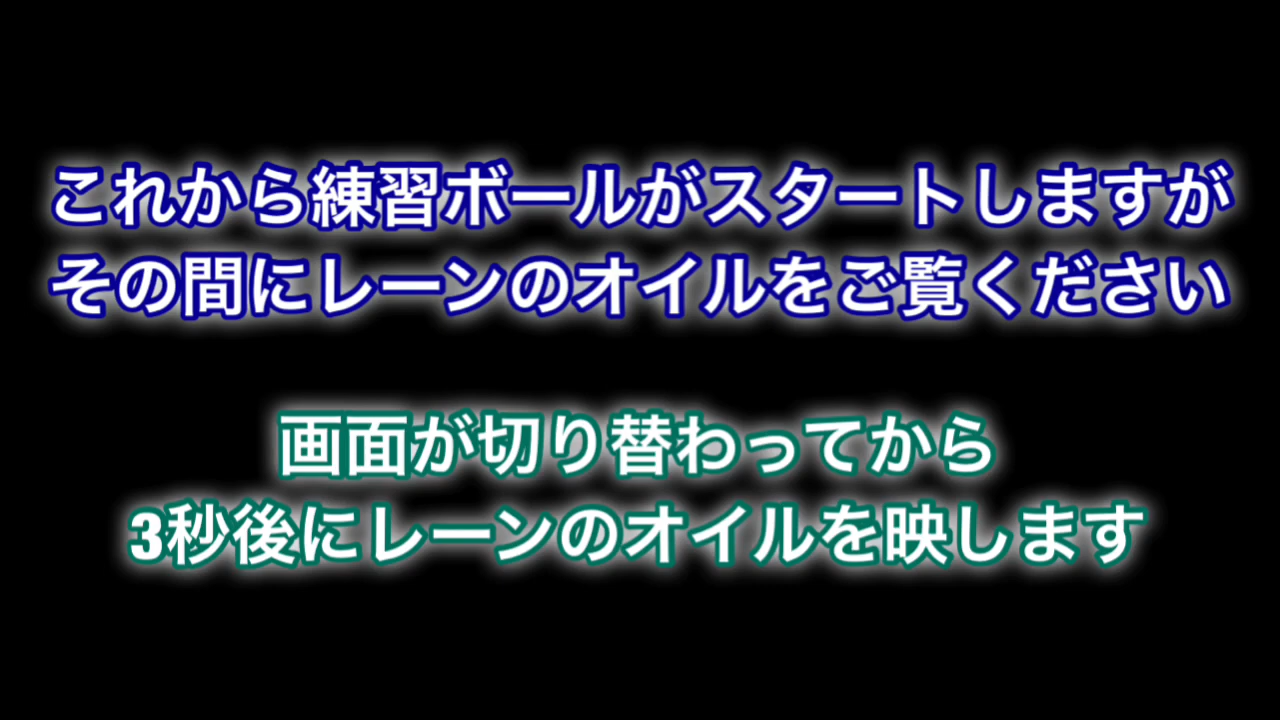 これから練習ボールがスタートしますが
その間にレーンのオイルをご覧ください
画面が切り替わってから
3秒後にレーンのオイルを映します